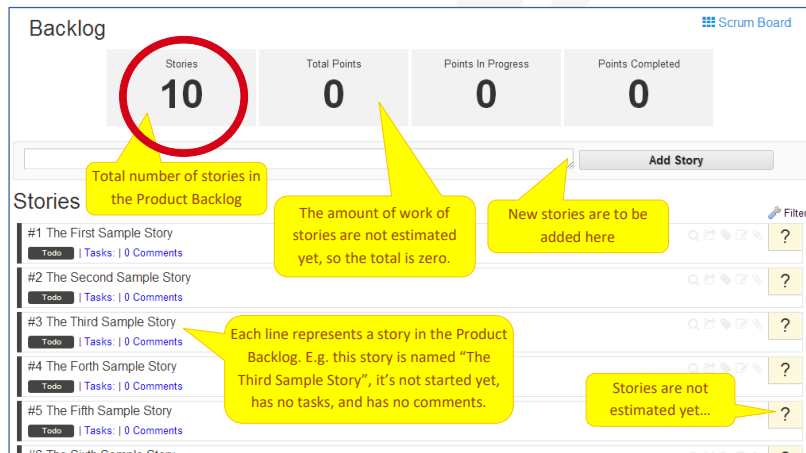 Backlog
Scrum Board
Stories
Total Points
Points In Progress
Points Completed
10
0
0
0
Add Story
Total number of stories in
the Product Backlog
The amount of work of
stories are not estimated
yet, so the total is zero.
New stories are to be
added here
Stories
Filter
#1 The First Sample Story
?
Todo | Tasks: | 0 Comments
#2 The Second Sample Story
?
Todo | Tasks: | 0 Comments
#3 The Third Sample Story
?
Todo | Tasks: | 0 Comments
Each line represents a story in the Product
Backlog. E.g. this story is named “The
Third Sample Story”, it’s not started yet,
has no tasks, and has no comments.
#4 The Forth Sample Story
?
Todo | Tasks: | 0 Comments
Stories are not
estimated yet…
#5 The Fifth Sample Story
?
Todo | Tasks: | 0 Comments
#6 The Sixth Sample Story